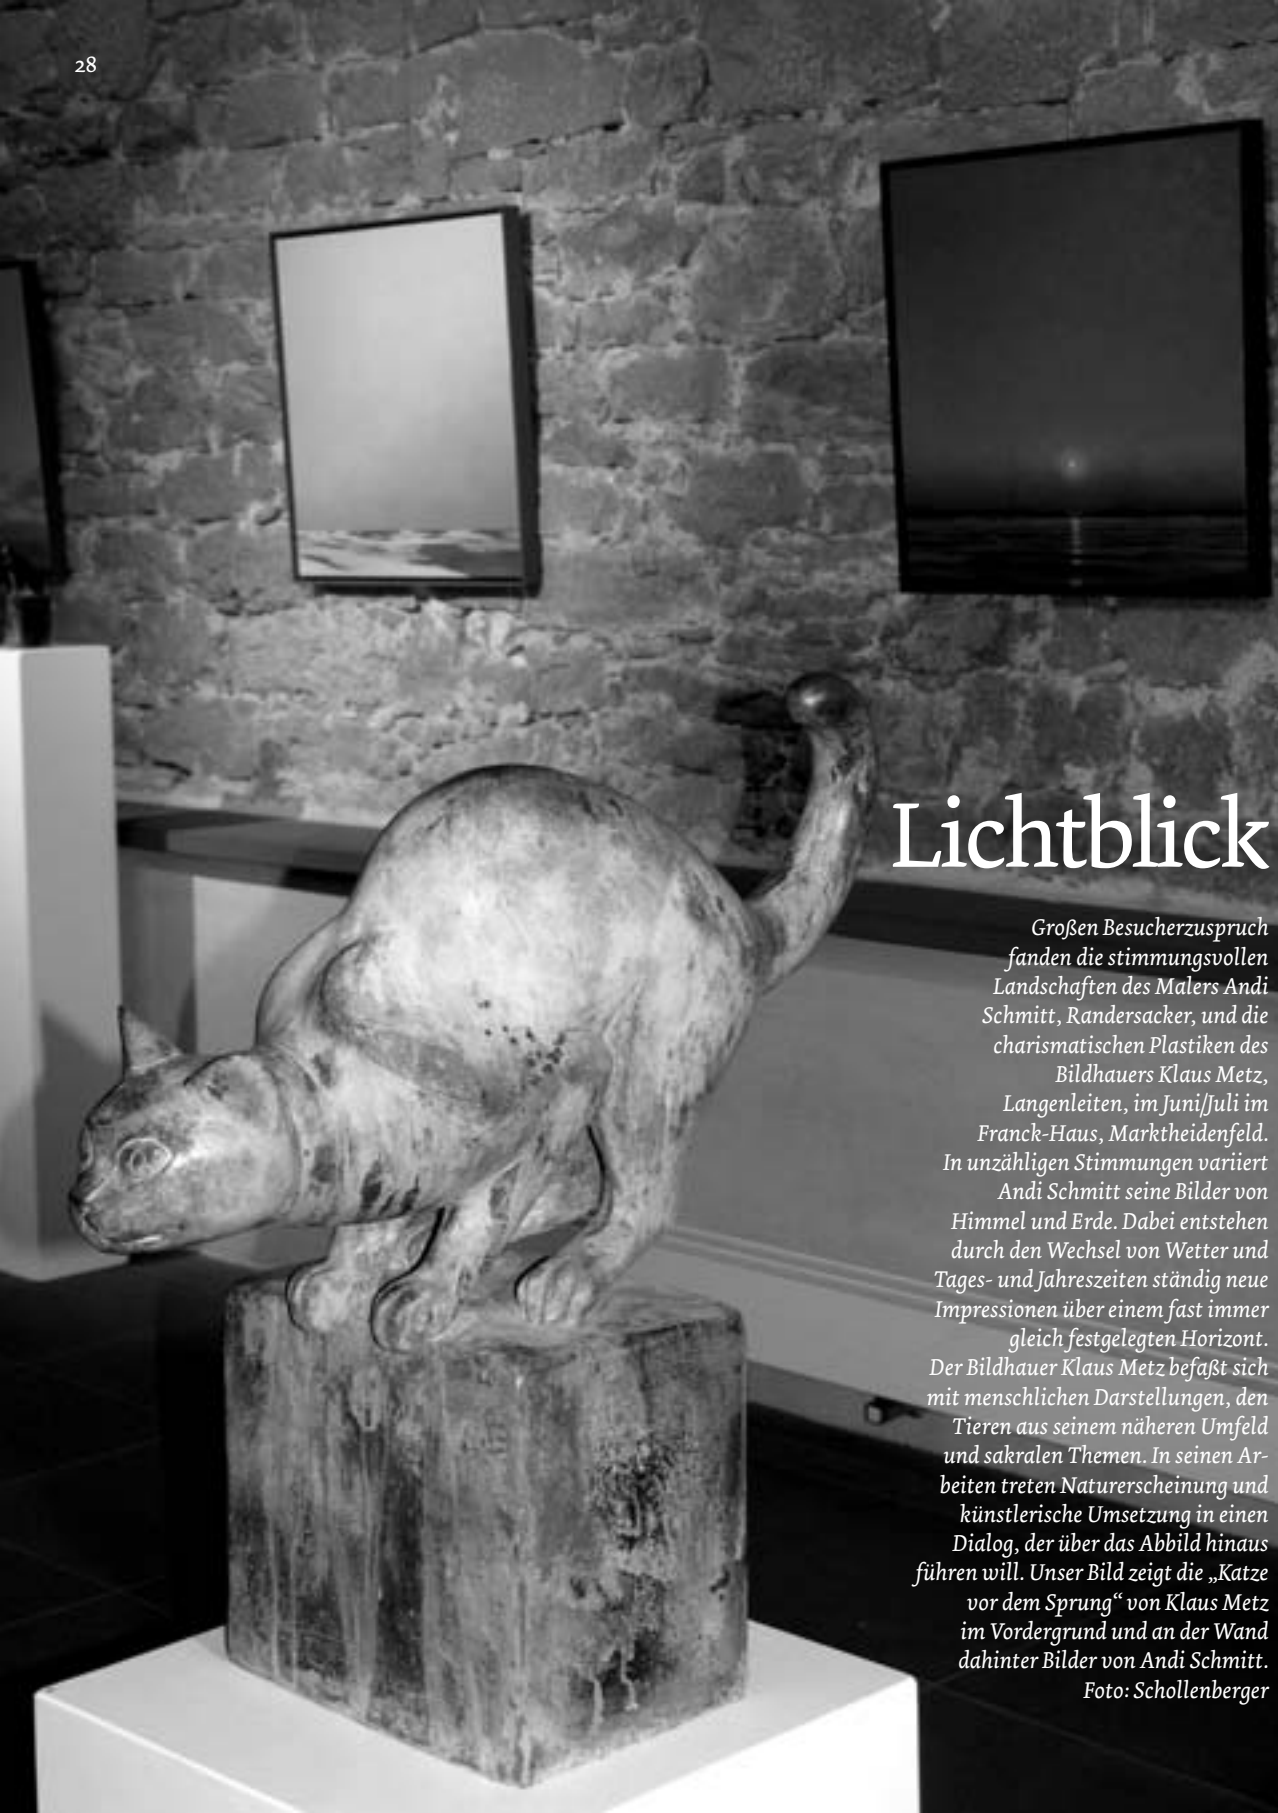 28
Lichtblick
Großen Besucherzuspruch
fanden die stimmungsvollen
Landschaften des Malers Andi
Schmitt, Randersacker, und die
charismatischen Plastiken des
Bildhauers Klaus Metz,
Langenleiten, im Juni/Juli im
Franck-Haus, Marktheidenfeld.
In unzähligen Stimmungen variiert
Andi Schmitt seine Bilder von
Himmel und Erde. Dabei entstehen
durch den Wechsel von Wetter und
Tages- und Jahreszeiten ständig neue
Impressionen über einem fast immer
gleich festgelegten Horizont.
Der Bildhauer Klaus Metz befaßt sich
mit menschlichen Darstellungen, den
Tieren aus seinem näheren Umfeld
und sakralen Themen. In seinen Ar-
beiten treten Naturerscheinung und
künstlerische Umsetzung in einen
Dialog, der über das Abbild hinaus
führen will. Unser Bild zeigt die „Katze
vor dem Sprung“ von Klaus Metz
im Vordergrund und an der Wand
dahinter Bilder von Andi Schmitt.
Foto: Schollenberger